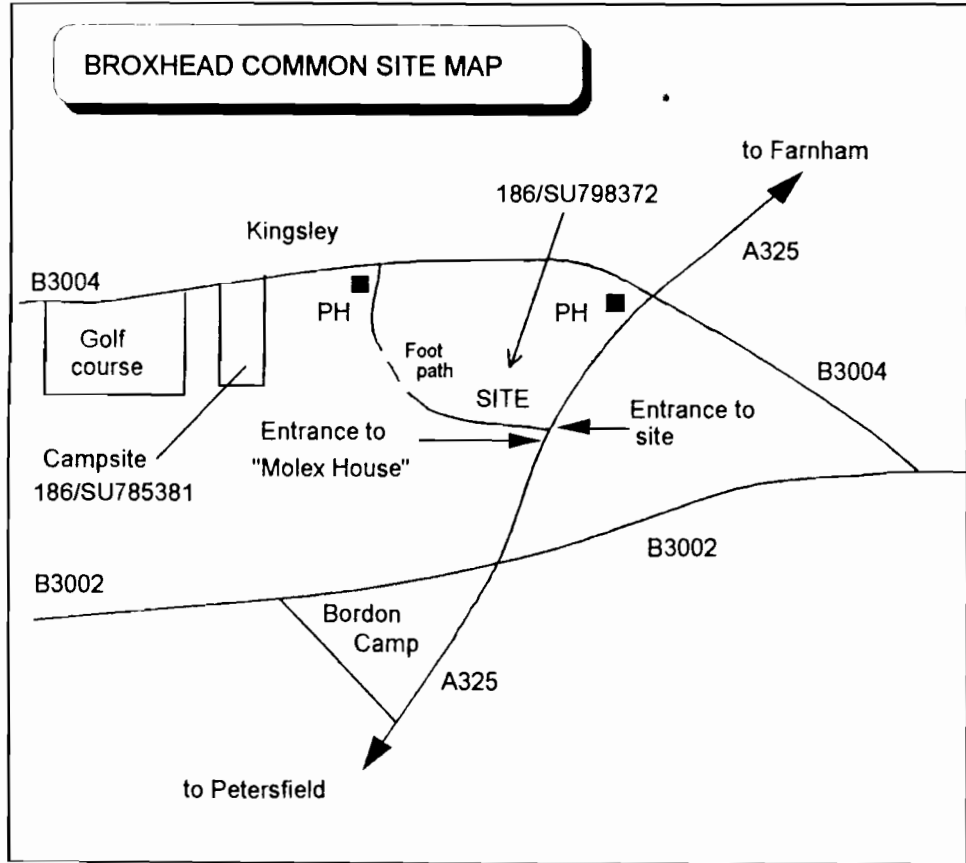 BROXHEAD COMMON SITE MAP
to Farnham
186/SU798372
A325
Kingsley
B3004
PH
PH
Golf
course
Foot
path
B3004
SITE
Entrance to
site
Entrance to
"Molex House"
Campsite
186/SU785381
B3002
B3002
Bordon
Camp
A325
to Petersfield